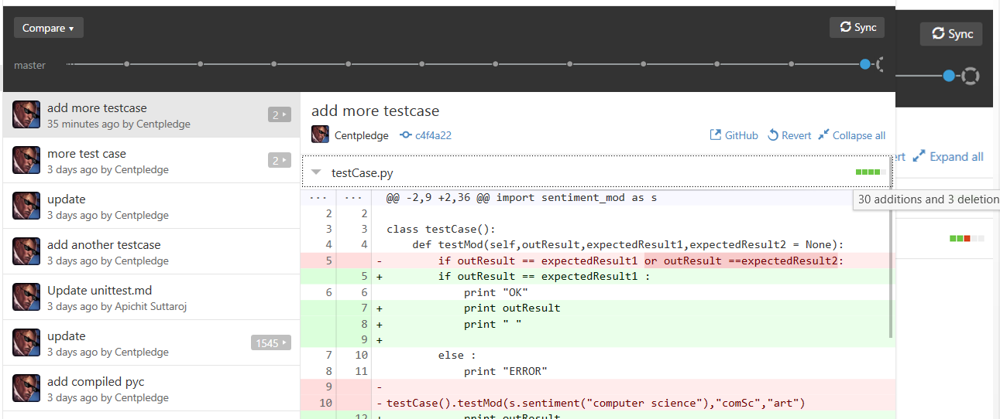 Compare ▾
Sync
Sync
master
add more testcase
35 minutes ago by Centpledge
2
more test case
3 days ago by Centpledge
2
update
3 days ago by Centpledge
add another testcase
3 days ago by Centpledge
Update unittest.md
3 days ago by Apichit Suttaroj
update
3 days ago by Centpledge
1545
add compiled pyc
3 days ago by Centpledge
add more testcase
Centpledge c4f4a22 GitHub Revert Collapse all
rt Expand all
testCase.py
30 additions and 3 deletion
... ... @@ -2,9 +2,36 @@ import sentiment_mod as s
2 2
3 3 class testCase():
4 4 def testMod(self,outResult,expectedResult1,expectedResult2 = None):
5 - if outResult == expectedResult1 or outResult ==expectedResult2:
5 + if outResult == expectedResult1 :
6 6 print "OK"
7 + print outResult
8 + print " "
9 +
7 10 else :
8 11 print "ERROR"
9 -
10 -testCase().testMod(s.sentiment("computer science"),"comSc","art")
12 + print outResult